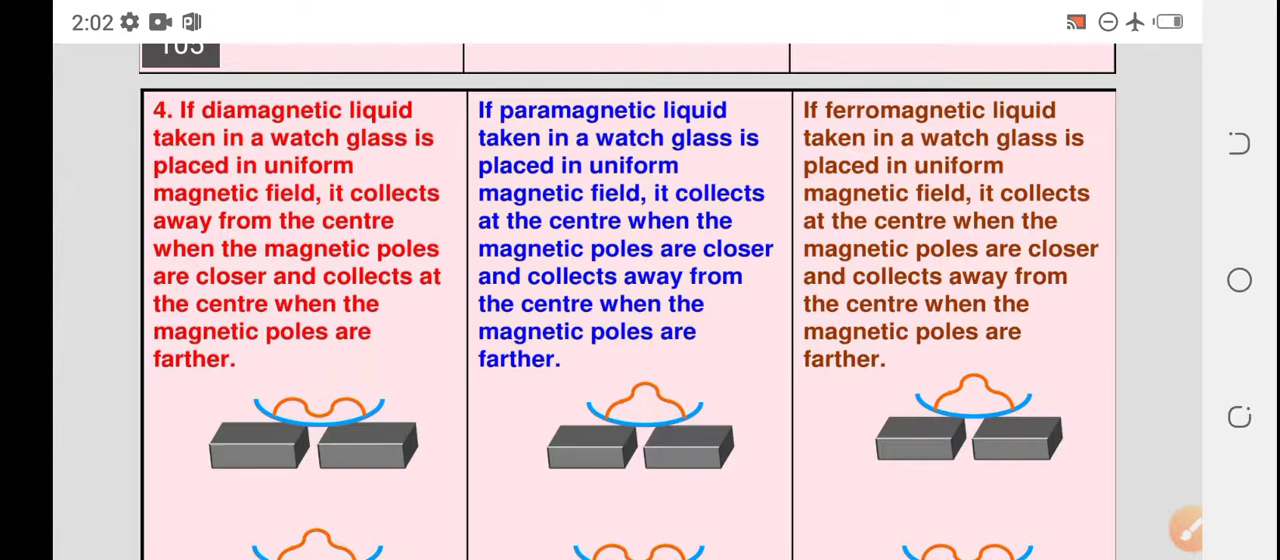 2:02
105
4. If diamagnetic liquid
taken in a watch glass is
placed in uniform
magnetic field, it collects
away from the centre
when the magnetic poles
are closer and collects at
the centre when the
magnetic poles are
farther.
If paramagnetic liquid
taken in a watch glass is
placed in uniform
magnetic field, it collects
at the centre when the
magnetic poles are closer
and collects away from
the centre when the
magnetic poles are
farther.
If ferromagnetic liquid
taken in a watch glass is
placed in uniform
magnetic field, it collects
at the centre when the
magnetic poles are closer
and collects away from
the centre when the
magnetic poles are
farther.